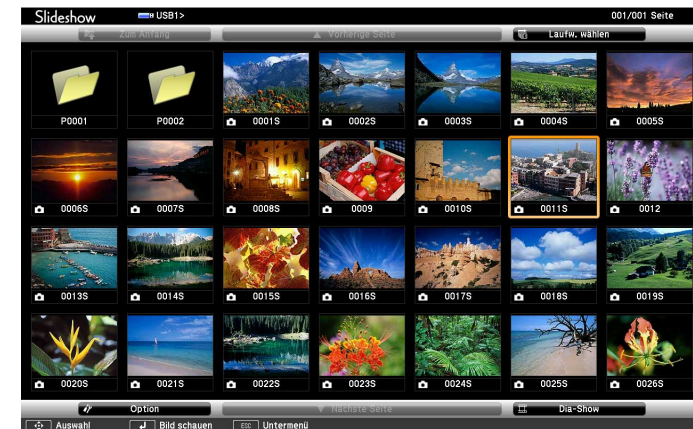 Slideshow USB1> 001/001 Seite
Zum Anfang ▲ Vorherige Seite Laufw. wählen
P0001 P0002 0001S 0002S 0003S 0004S 0005S
0006S 0007S 0008S 0009 0010S 0011S 0012
0013S 0014S 0015S 0016S 0017S 0018S 0019S
0020S 0021S 0022S 0023S 0024S 0025S 0026S
Option ▼ Nächste Seite Dia-Show
Auswahl Bild schauen ESC Untermenü